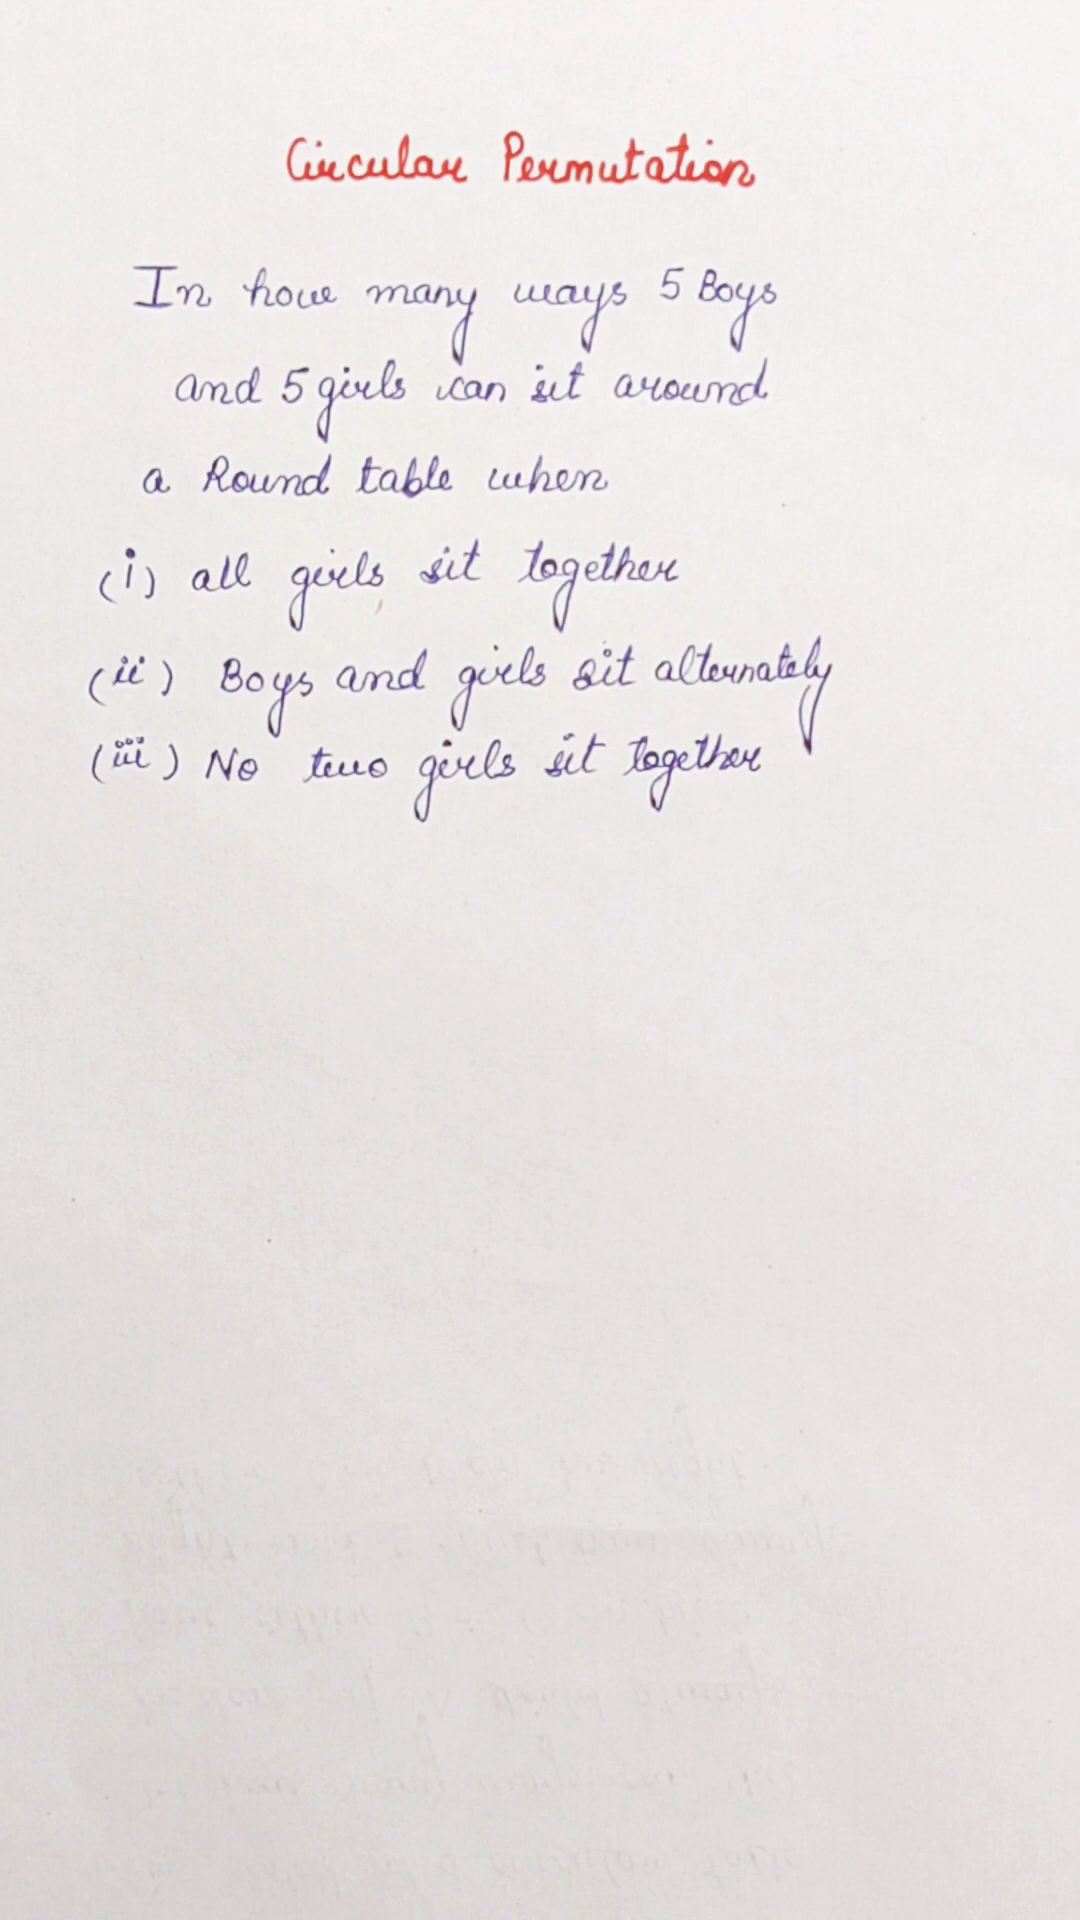 Circular Permutation
In how many ways 5 Boys
and 5 girls can sit around
a Round table when
(i) all girls sit together
(ii) Boys and girls sit alternately
(iii) No two girls sit together